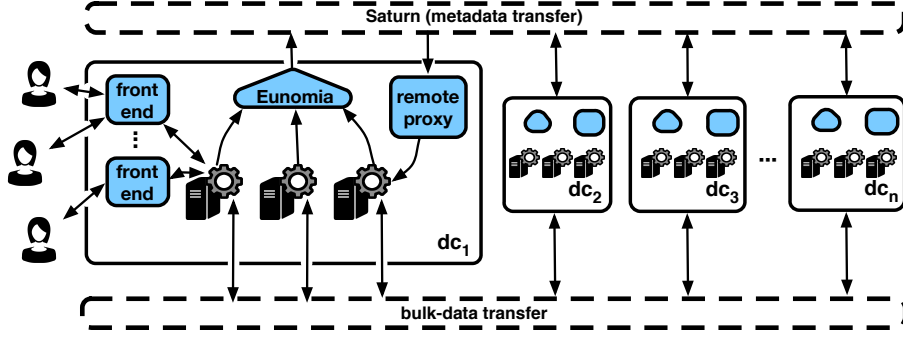 Saturn (metadata transfer)
front
end
...
front
end
Eunomia
remote
proxy
dc1
dc2
dc3
...
dcn
bulk-data transfer